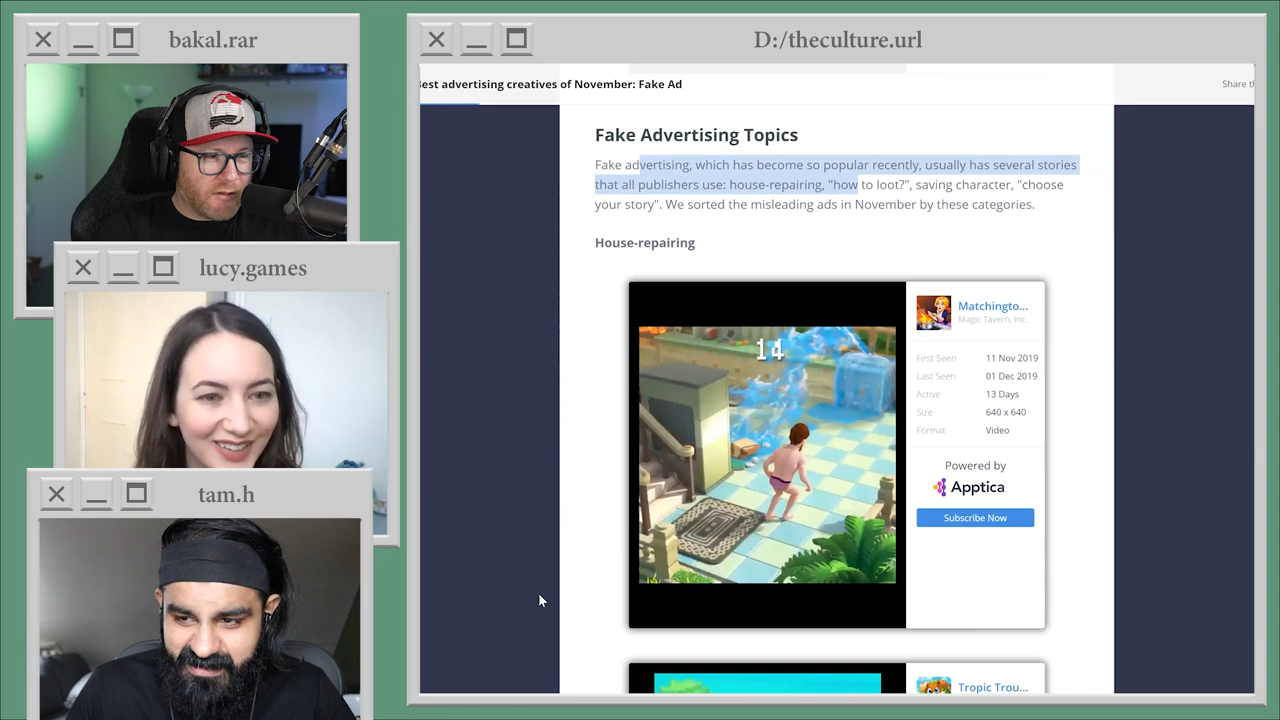 bakal.rar
lucy.games
tam.h
D:/theculture.url
est advertising creatives of November: Fake Ad
Share th
Fake Advertising Topics
Fake advertising, which has become so popular recently, usually has several stories
that all publishers use: house-repairing, "how to loot?", saving character, "choose
your story". We sorted the misleading ads in November by these categories.
House-repairing
14
Matchingto...
Magic Tavern, Inc.
First Seen 11 Nov 2019
Last Seen 01 Dec 2019
Active 13 Days
Size 640 x 640
Format Video
Powered by
Apptica
Subscribe Now
Tropic Trou...